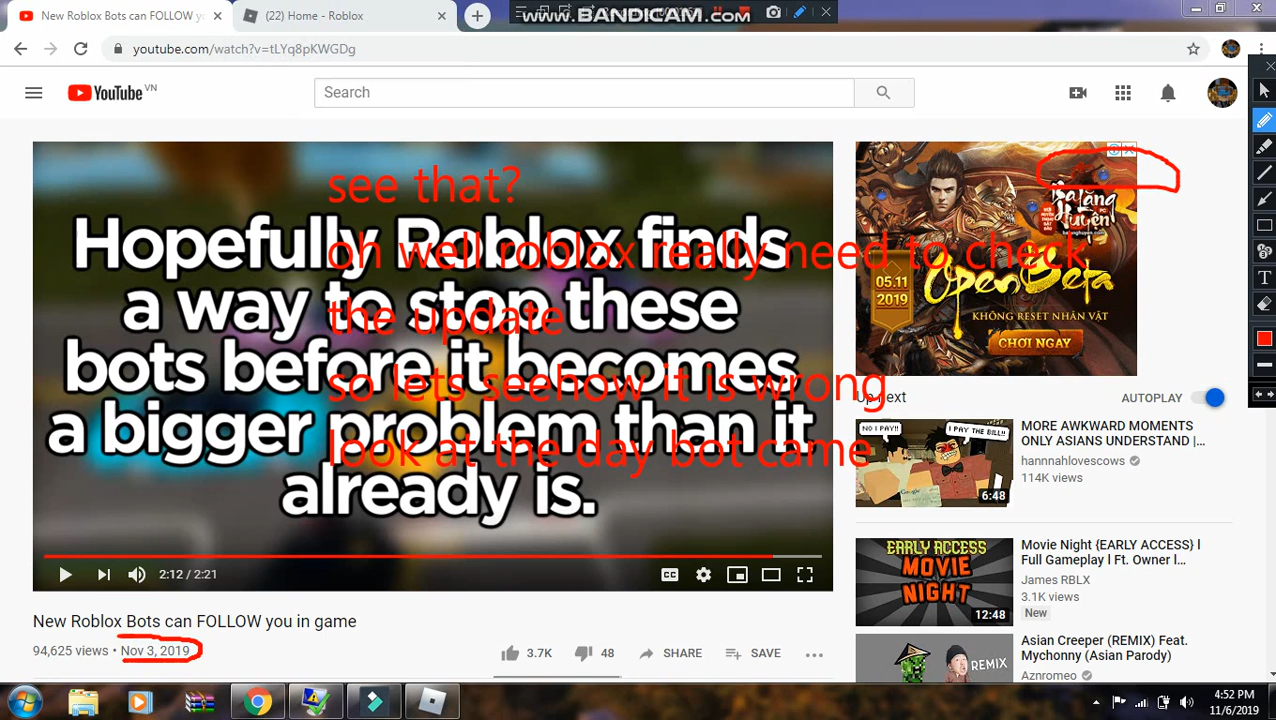 New Roblox Bots can FOLLOW yo
(22) Home - Roblox
WWW.BANDICAM.COM
youtube.com/watch?v=tLYq8pKWGDg
YouTube VN
Search
see that?
oh well roblox really need to check
the update
so lets seehow it is wrong
look at the day bot came
Hopefully Roblox finds
a way to stop these
bots before it becomes
a bigger problem than it
already is.
2:12 / 2:21
New Roblox Bots can FOLLOW you in game
94,625 views • Nov 3, 2019
3.7K
48
SHARE
SAVE
Ba Lăng
Huyện
05.11
2019
Open Beta
KHÔNG RESET NHÂN VẬT
CHƠI NGAY
Up next
AUTOPLAY
NO I PAY!!
I PAY THE BILL!!
6:48
MORE AWKWARD MOMENTS
ONLY ASIANS UNDERSTAND |...
hannnahlovescows
114K views
EARLY ACCESS
MOVIE
NIGHT
12:48
Movie Night {EARLY ACCESS} l
Full Gameplay l Ft. Owner l...
James RBLX
3.1K views
New
REMIX
Asian Creeper (REMIX) Feat.
Mychonny (Asian Parody)
Aznromeo
4:52 PM
11/6/2019